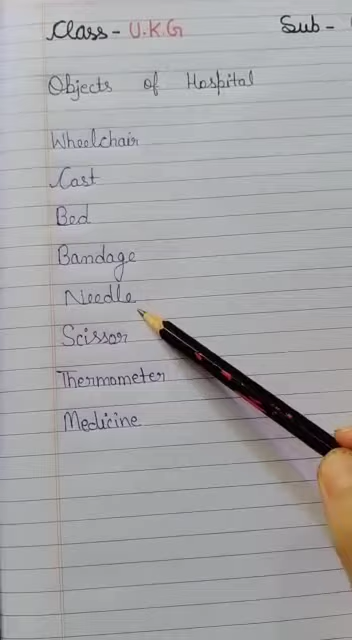 Class - U.K.G Sub -
Objects of Hospital
Wheelchair
Cast
Bed
Bandage
Needle
Scissor
Thermometer
Medicine